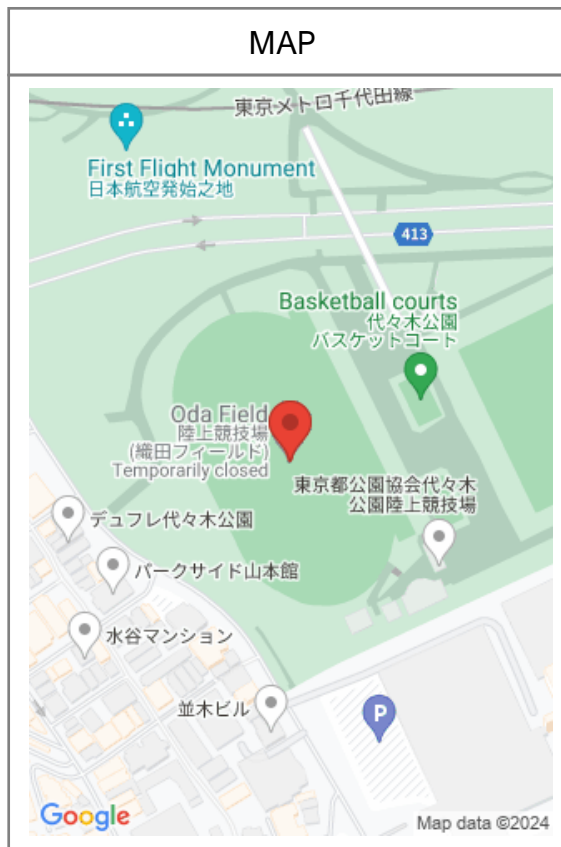 MAP
東京メトロ千代田線
First Flight Monument
日本航空発始之地
413
Basketball courts
代々木公園
バスケットコート
Oda Field
陸上競技場
(織田フィールド)
Temporarily closed
東京都公園協会代々木
公園陸上競技場
デュフレ代々木公園
パークサイド山本館
水谷マンション
並木ビル
P
Google
Map data ©2024